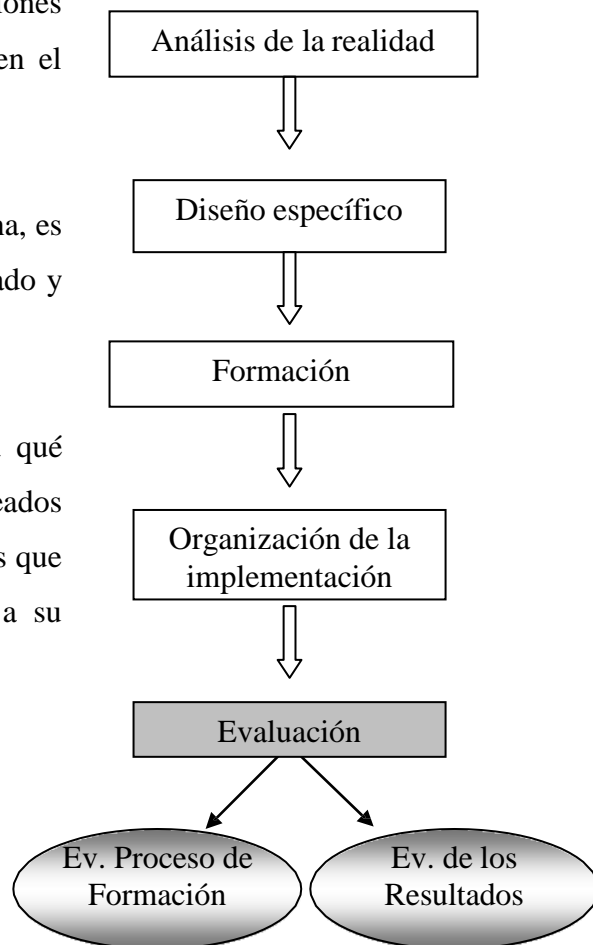 iones
en el
na, es
ado y
qué
eados
s que
a su
Análisis de la realidad
Diseño específico
Formación
Organización de la
implementación
Evaluación
Ev. Proceso de
Formación
Ev. de los
Resultados